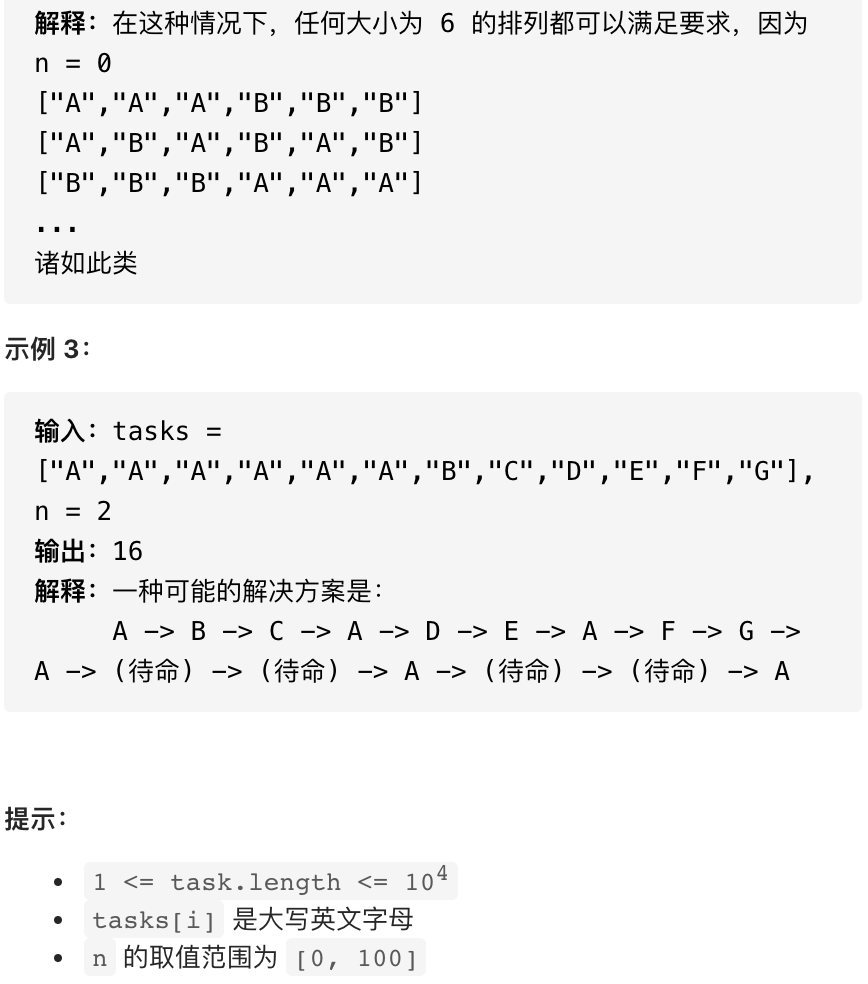 解释：在这种情况下，任何大小为 6 的排列都可以满足要求，因为
n = 0
["A","A","A","B","B","B"]
["A","B","A","B","A","B"]
["B","B","B","A","A","A"]
...
诸如此类
示例 3：
输入：tasks =
["A","A","A","A","A","A","B","C","D","E","F","G"],
n = 2
输出：16
解释：一种可能的解决方案是：
A -> B -> C -> A -> D -> E -> A -> F -> G ->
A -> (待命) -> (待命) -> A -> (待命) -> (待命) -> A
提示：
• 1 <= task.length <= 10⁴
• tasks[i] 是大写英文字母
• n 的取值范围为 [0, 100]